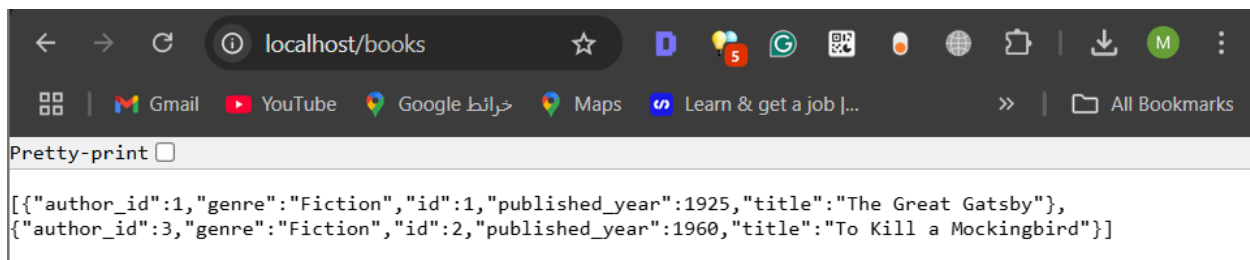 localhost/books
5
M
Gmail YouTube Google خرائط Maps Learn & get a job |... All Bookmarks
Pretty-print
[{"author_id":1,"genre":"Fiction","id":1,"published_year":1925,"title":"The Great Gatsby"},
{"author_id":3,"genre":"Fiction","id":2,"published_year":1960,"title":"To Kill a Mockingbird"}]